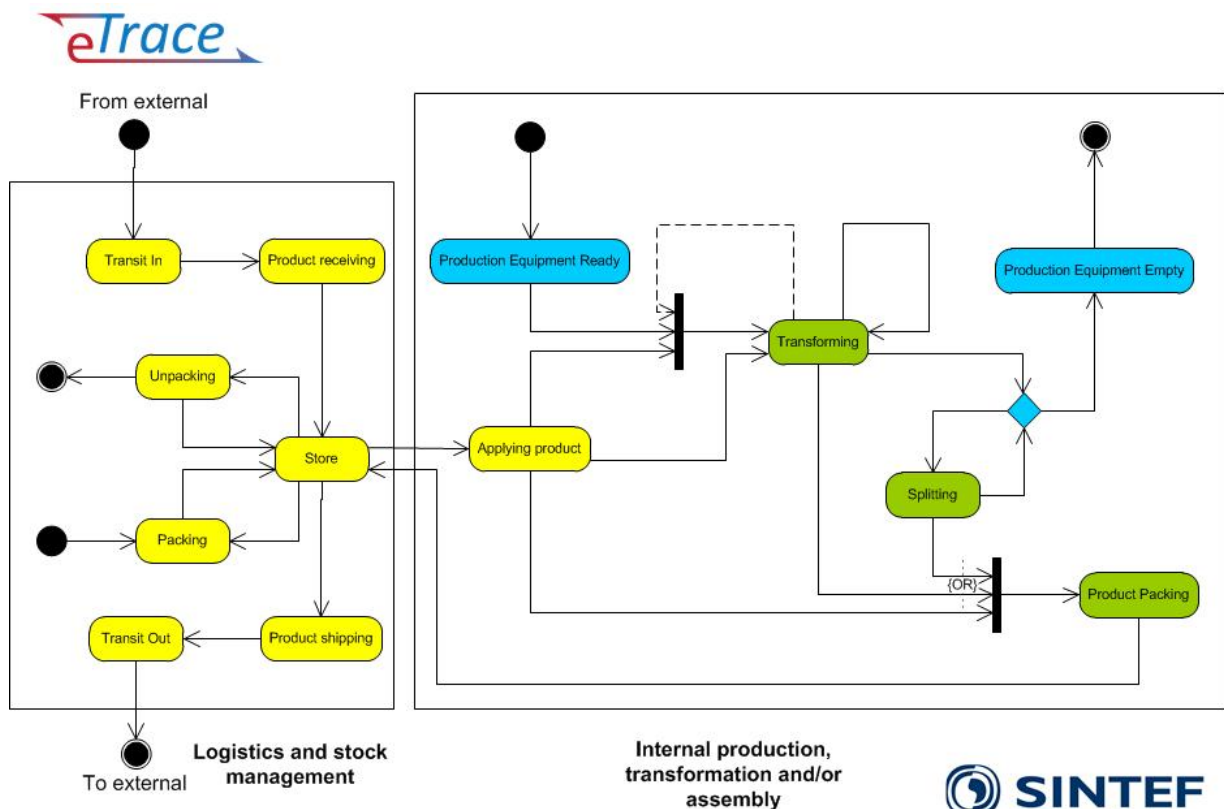 eTrace
From external
Transit In
Product receiving
Production Equipment Ready
Production Equipment Empty
Transforming
Unpacking
Store
Applying product
Splitting
Packing
{OR}
Product Packing
Transit Out
Product shipping
To external
Logistics and stock
management
Internal production,
transformation and/or
assembly
SINTEF